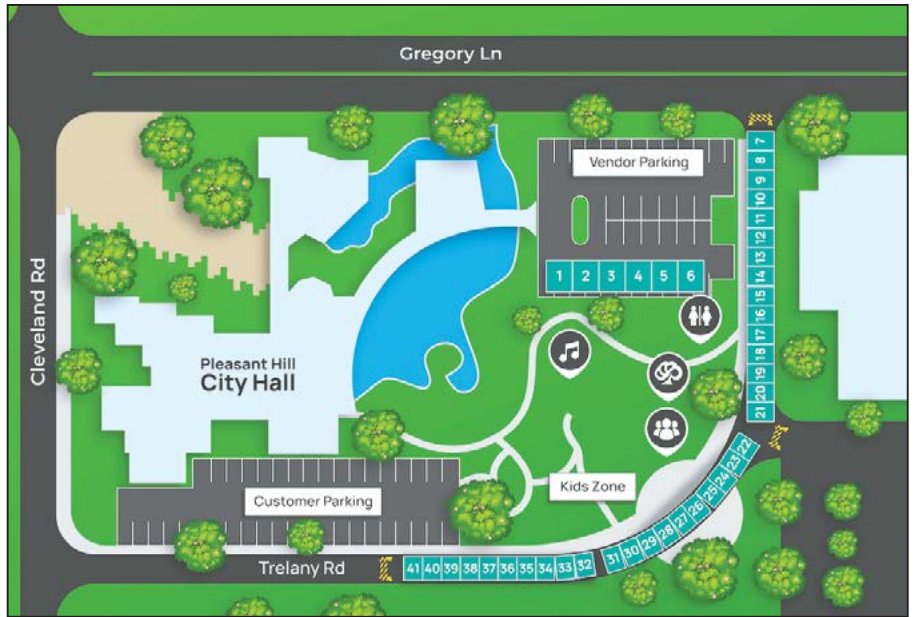 Gregory Ln
Cleveland Rd
Vendor Parking
1 2 3 4 5 6
7
8
9
10
11
12
13
14
15
16
17
18
19
20
21
Pleasant Hill
City Hall
Kids Zone
Customer Parking
22
23
24
25
26
27
28
29
30
31
Trelany Rd
41 40 39 38 37 36 35 34 33 32